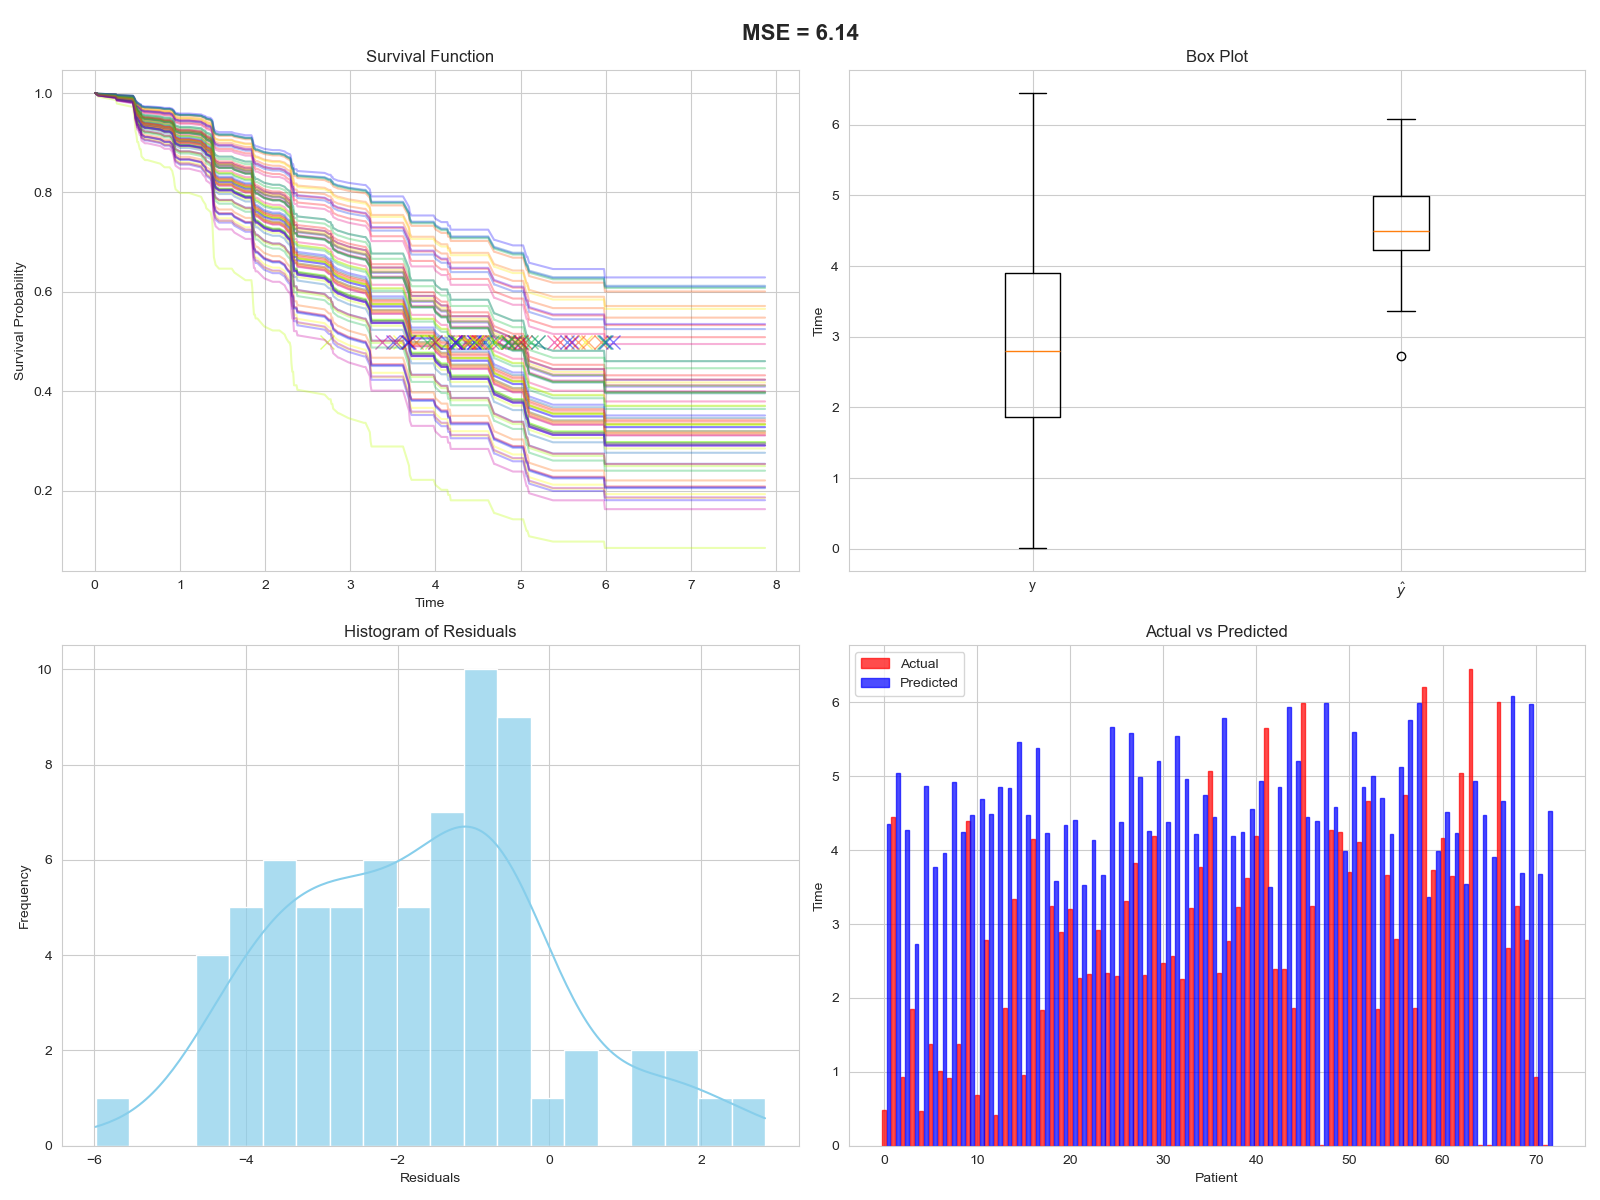 MSE = 6.14
Survival Function
Survival Probability
1.0
0.8
0.6
0.4
0.2
0 1 2 3 4 5 6 7 8
Time
Box Plot
Time
6
5
4
3
2
1
0
y ŷ
Histogram of Residuals
Frequency
10
8
6
4
2
0
−6 −4 −2 0 2
Residuals
Actual vs Predicted
Actual
Predicted
Time
6
5
4
3
2
1
0
0 10 20 30 40 50 60 70
Patient